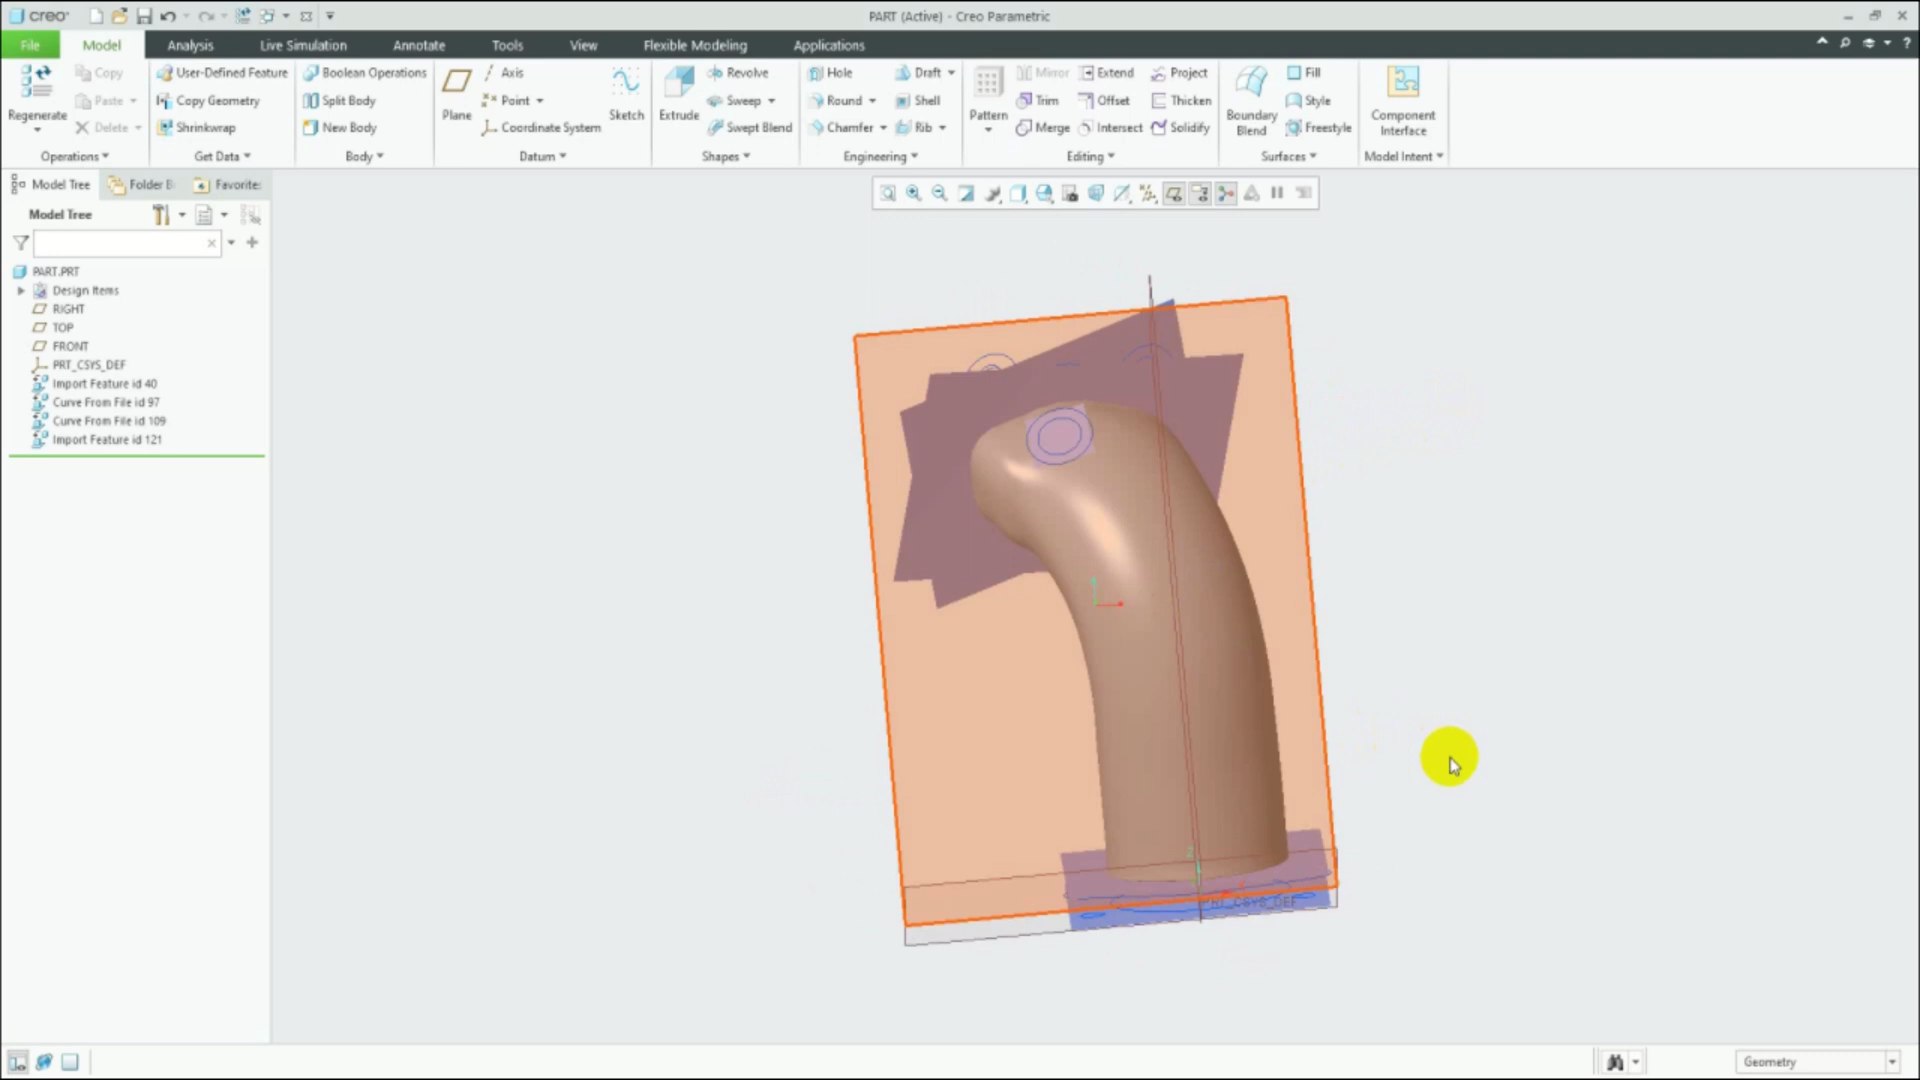 creo
PART (Active) - Creo Parametric
File Model Analysis Live Simulation Annotate Tools View Flexible Modeling Applications
Regenerate
Copy
Paste
Delete
Operations
User-Defined Feature
Copy Geometry
Shrinkwrap
Get Data
Boolean Operations
Split Body
New Body
Body
Plane
Axis
Point
Coordinate System
Sketch
Datum
Extrude
Revolve
Sweep
Swept Blend
Shapes
Hole
Round
Chamfer
Draft
Shell
Rib
Engineering
Pattern
Mirror
Trim
Merge
Extend
Offset
Intersect
Project
Thicken
Solidify
Editing
Boundary
Blend
Fill
Style
Freestyle
Surfaces
Component
Interface
Model Intent
Model Tree Folder B Favorite:
Model Tree
PART.PRT
Design Items
RIGHT
TOP
FRONT
PRT_CSYS_DEF
Import Feature id 40
Curve From File id 97
Curve From File id 109
Import Feature id 121
PRT_CSYS_DEF
Geometry